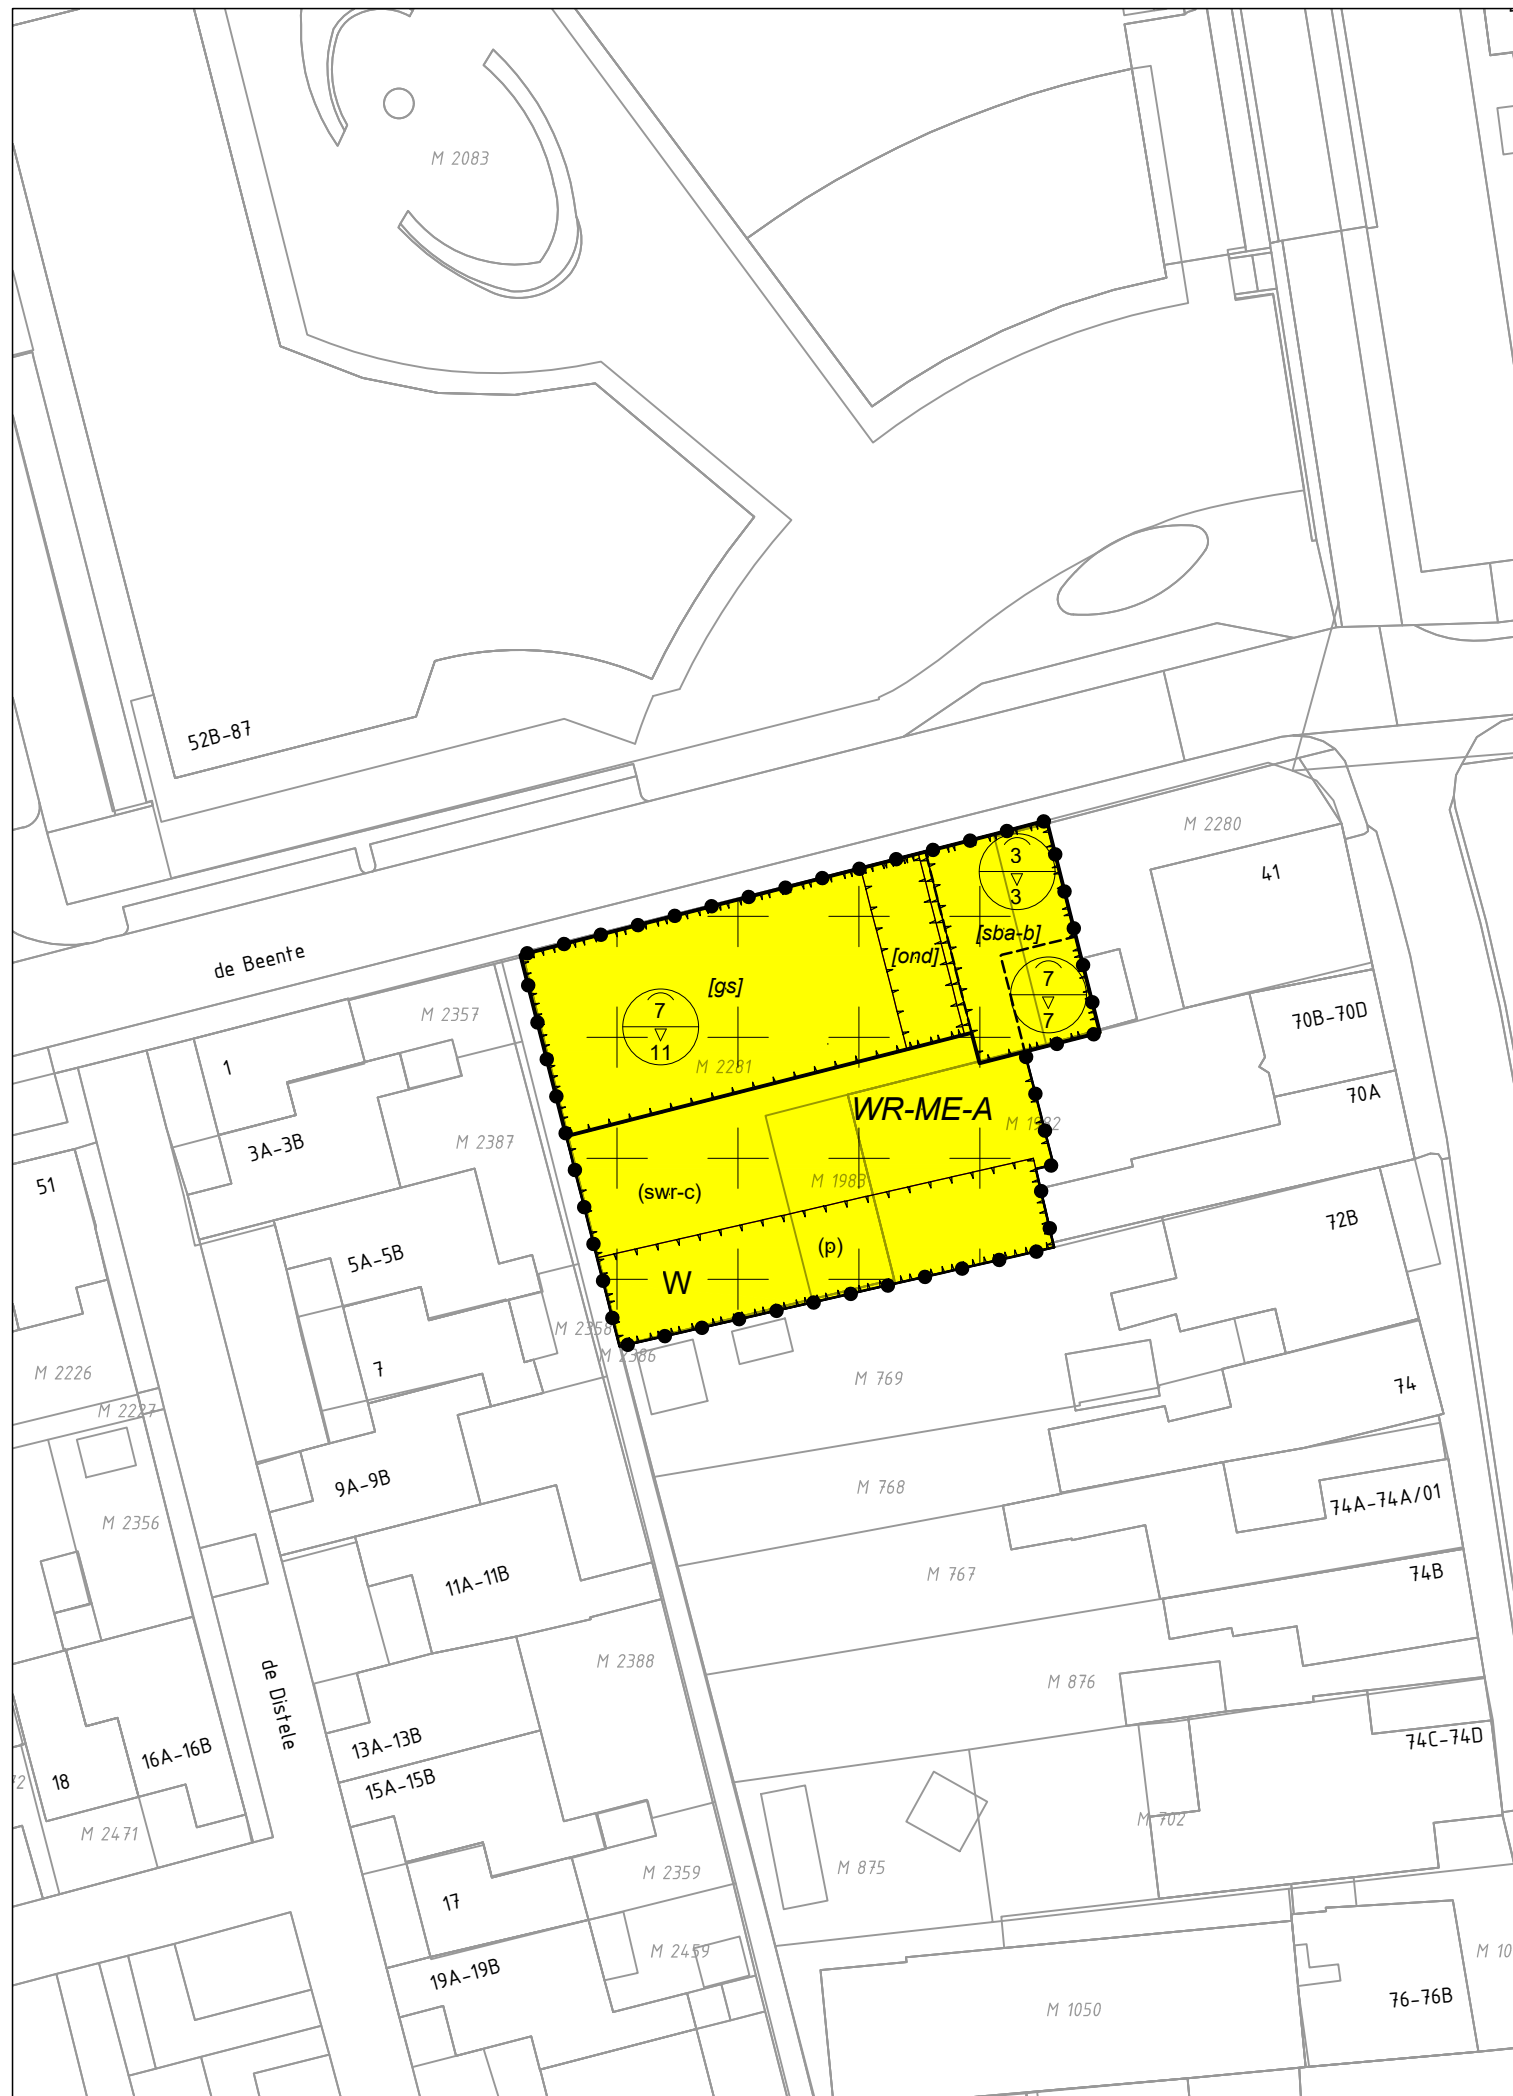 M 2083
52B-87
M 2280
41
3
3
[sba-b]
[ond]
de Beente
[gs]
7
7
7
11
M 2357
70B-70D
1
M 2281
70A
WR-ME-A
M 1982
3A-3B
M 2387
51
(swr-c)
M 1983
72B
(p)
5A-5B
W
M 2358
M 2386
7
M 2226
M 769
74
M 2227
9A-9B
M 768
74A-74A/01
M 2356
11A-11B
M 767
74B
M 2388
M 876
de Distele
13A-13B
74C-74D
16A-16B
18
15A-15B
M 2471
M 702
M 2359
M 875
17
M 2459
M 10
19A-19B
76-76B
M 1050